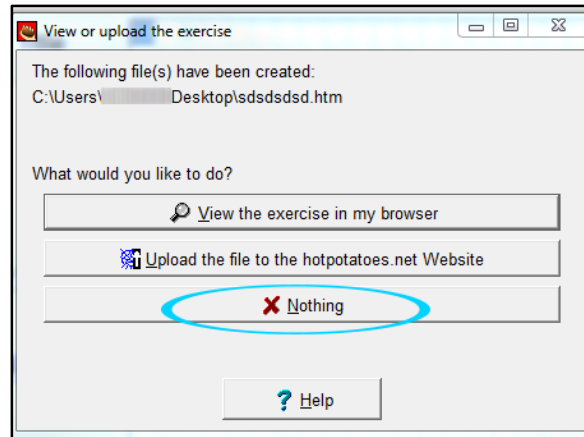 View or upload the exercise
The following file(s) have been created:
C:\Users\ Desktop\sdsdsdsd.htm
What would you like to do?
View the exercise in my browser
Upload the file to the hotpotatoes.net Website
Nothing
? Help